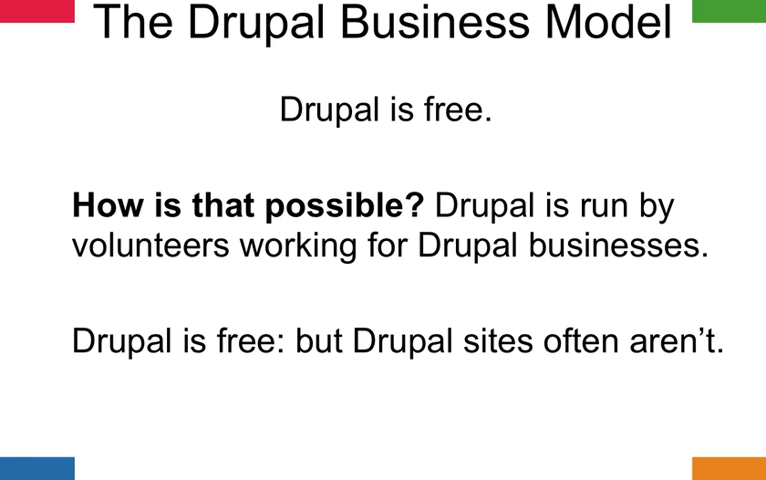 The Drupal Business Model
Drupal is free.
How is that possible? Drupal is run by
volunteers working for Drupal businesses.
Drupal is free: but Drupal sites often aren’t.